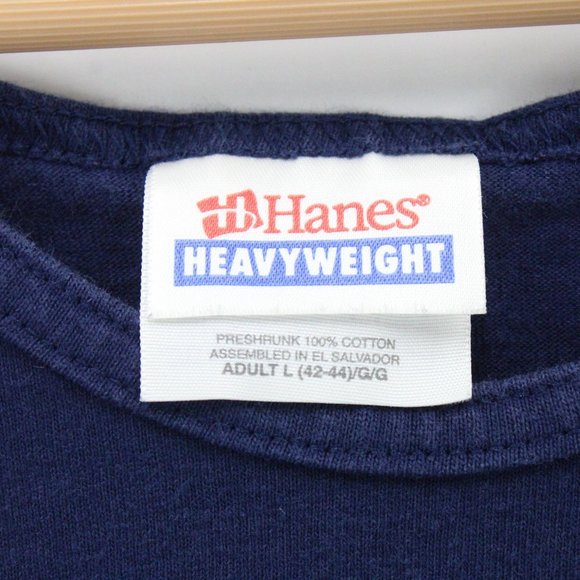 Hanes®
HEAVYWEIGHT
PRESHRUNK 100% COTTON
ASSEMBLED IN EL SALVADOR
ADULT L (42-44)/G/G